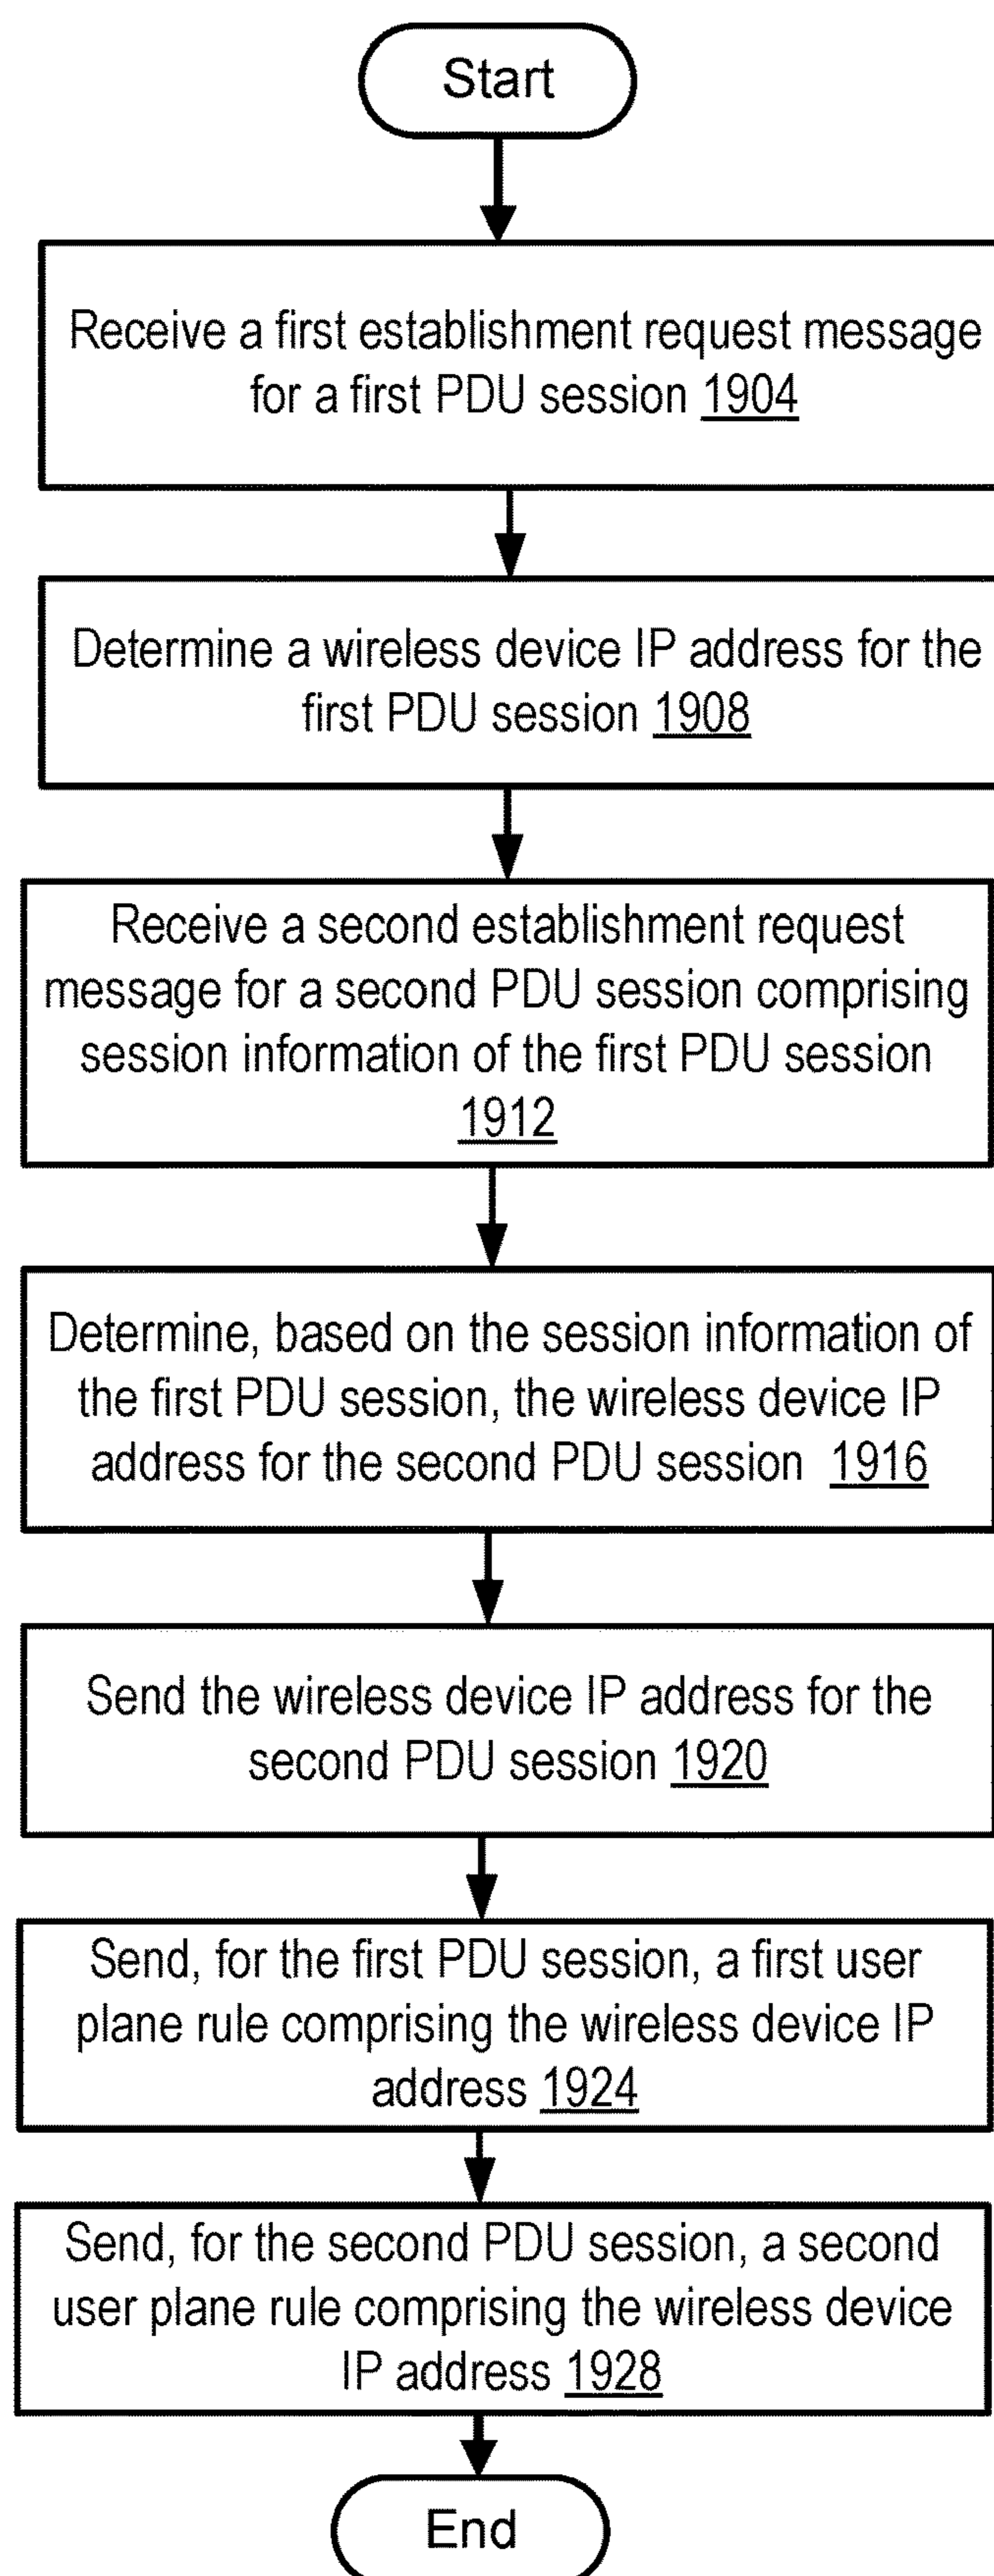 Start
Receive a first establishment request message
for a first PDU session 1904
Determine a wireless device IP address for the
first PDU session 1908
Receive a second establishment request
message for a second PDU session comprising
session information of the first PDU session
1912
Determine, based on the session information of
the first PDU session, the wireless device IP
address for the second PDU session 1916
Send the wireless device IP address for the
second PDU session 1920
Send, for the first PDU session, a first user
plane rule comprising the wireless device IP
address 1924
Send, for the second PDU session, a second
user plane rule comprising the wireless device
IP address 1928
End